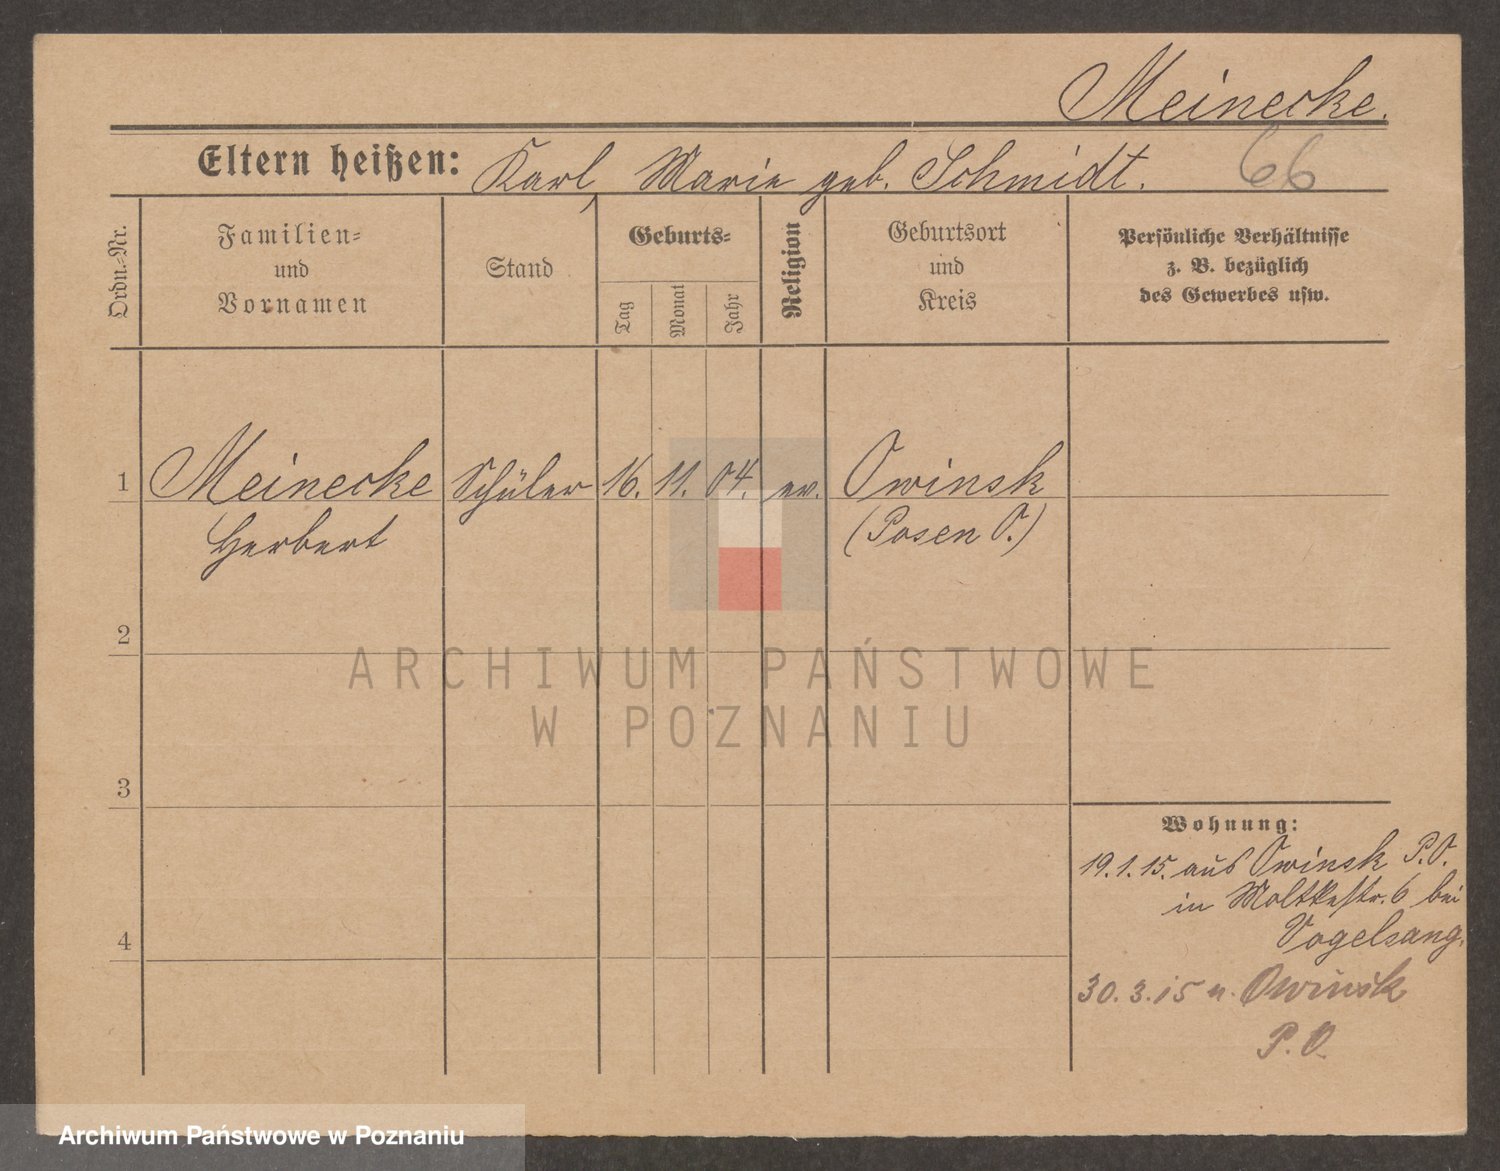 Meinecke.
Eltern heißen: Karl, Marie geb. Schmidt.
66
Ordn.=Nr.
Familien=
und
Vornamen
Stand
Geburts=
Tag
Monat
Jahr
Religion
Geburtsort
und
Kreis
Persönliche Verhältnisse
z. B. bezüglich
des Gewerbes usw.
1 Meinecke Schüler 16. 11. 04. ev. Owinsk
Herbert (Posen O.)
2
ARCHIWUM PAŃSTWOWE
W POZNANIU
3
Wohnung:
19.1.15. aus Owinsk P.O.
in Moltkestr. 6 bei
Vogelsang.
4
30.3.15 n. Owinsk
P.O.
Archiwum Państwowe w Poznaniu